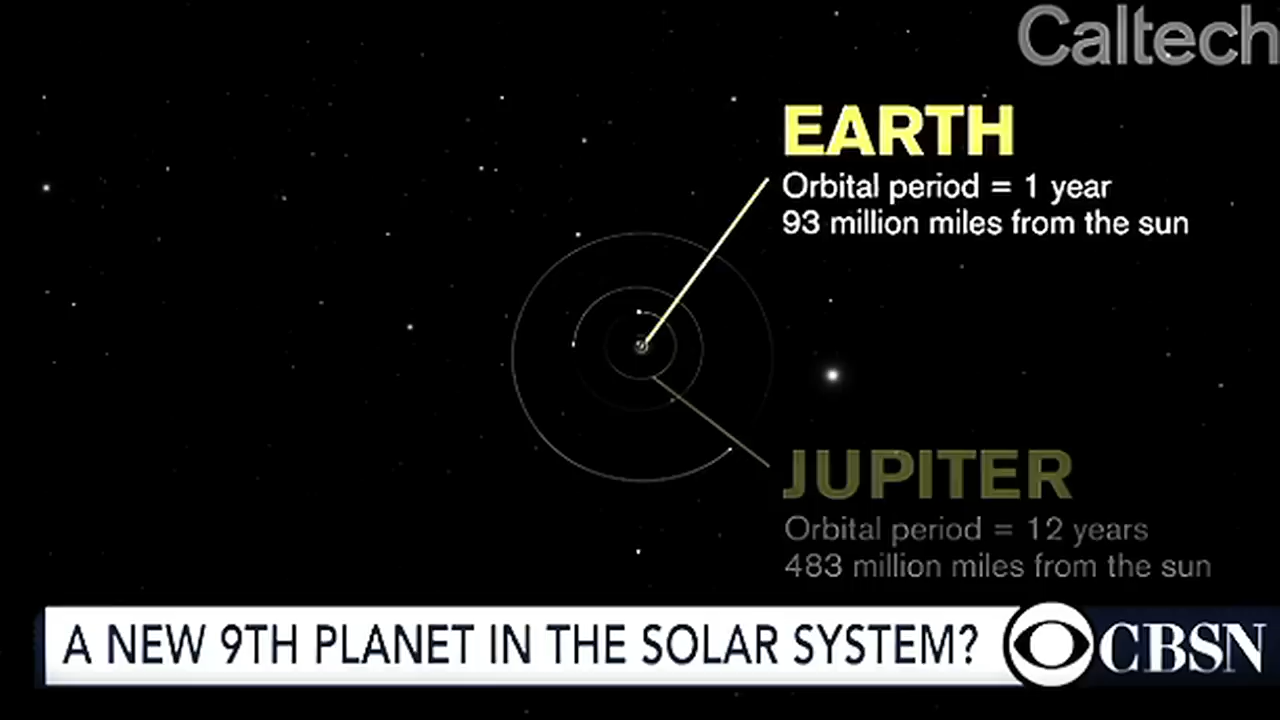 Caltech
EARTH
Orbital period = 1 year
93 million miles from the sun
JUPITER
Orbital period = 12 years
483 million miles from the sun
A NEW 9TH PLANET IN THE SOLAR SYSTEM?
CBSN